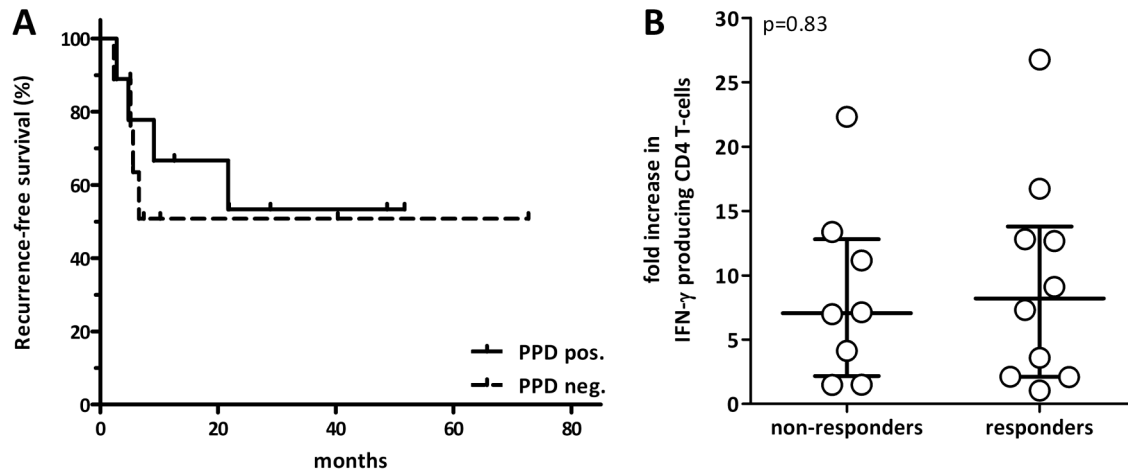 A
Recurrence-free survival (%)
100
80
60
40
20
0
0 20 40 60 80
months
PPD pos.
PPD neg.
B
p=0.83
fold increase in
IFN-γ producing CD4 T-cells
30
25
20
15
10
5
0
non-responders responders